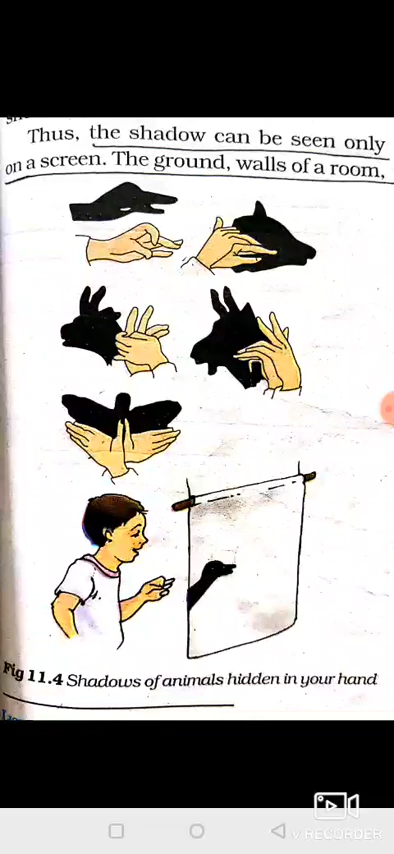 Thus, the shadow can be seen only
on a screen. The ground, walls of a room,
Fig 11.4 Shadows of animals hidden in your hand
V RECORDER